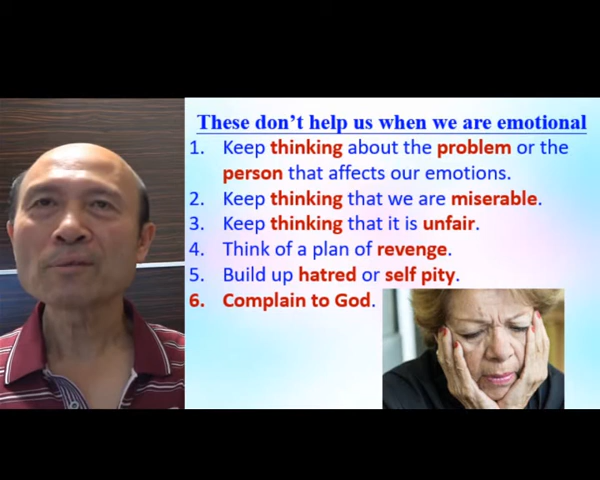 These don't help us when we are emotional
1. Keep thinking about the problem or the
person that affects our emotions.
2. Keep thinking that we are miserable.
3. Keep thinking that it is unfair.
4. Think of a plan of revenge.
5. Build up hatred or self pity.
6. Complain to God.